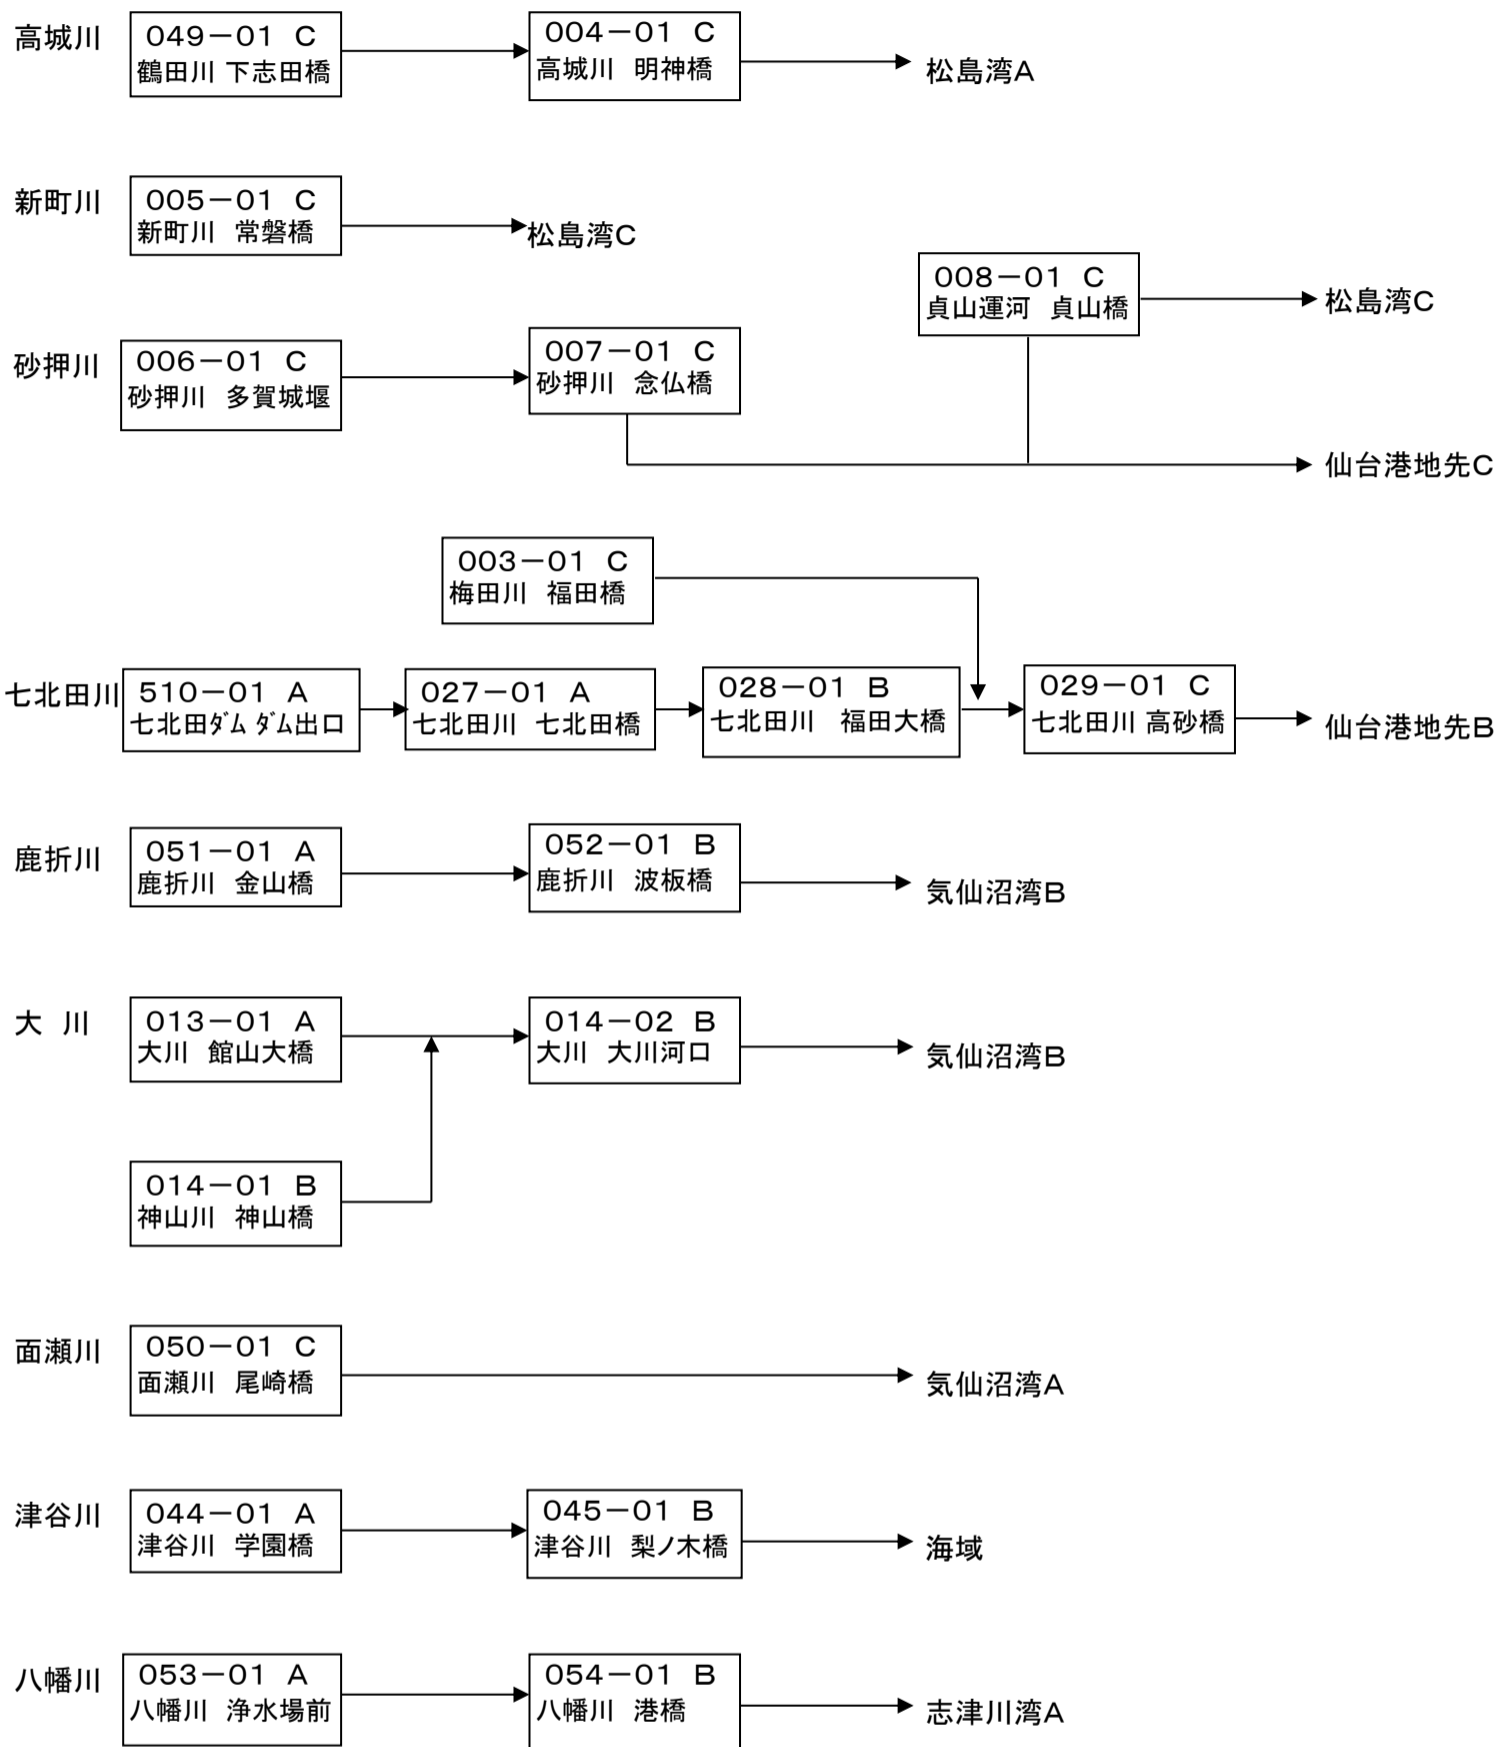 高城川
049－01 C
鶴田川 下志田橋
004－01 C
高城川 明神橋
松島湾A
新町川
005－01 C
新町川 常磐橋
松島湾C
008－01 C
貞山運河 貞山橋
松島湾C
砂押川
006－01 C
砂押川 多賀城堰
007－01 C
砂押川 念仏橋
仙台港地先C
003－01 C
梅田川 福田橋
七北田川
510－01 A
七北田ﾀﾞﾑ ﾀﾞﾑ出口
027－01 A
七北田川 七北田橋
028－01 B
七北田川 福田大橋
029－01 C
七北田川 高砂橋
仙台港地先B
鹿折川
051－01 A
鹿折川 金山橋
052－01 B
鹿折川 波板橋
気仙沼湾B
大 川
013－01 A
大川 館山大橋
014－02 B
大川 大川河口
気仙沼湾B
014－01 B
神山川 神山橋
面瀬川
050－01 C
面瀬川 尾崎橋
気仙沼湾A
津谷川
044－01 A
津谷川 学園橋
045－01 B
津谷川 梨ノ木橋
海域
八幡川
053－01 A
八幡川 浄水場前
054－01 B
八幡川 港橋
志津川湾A